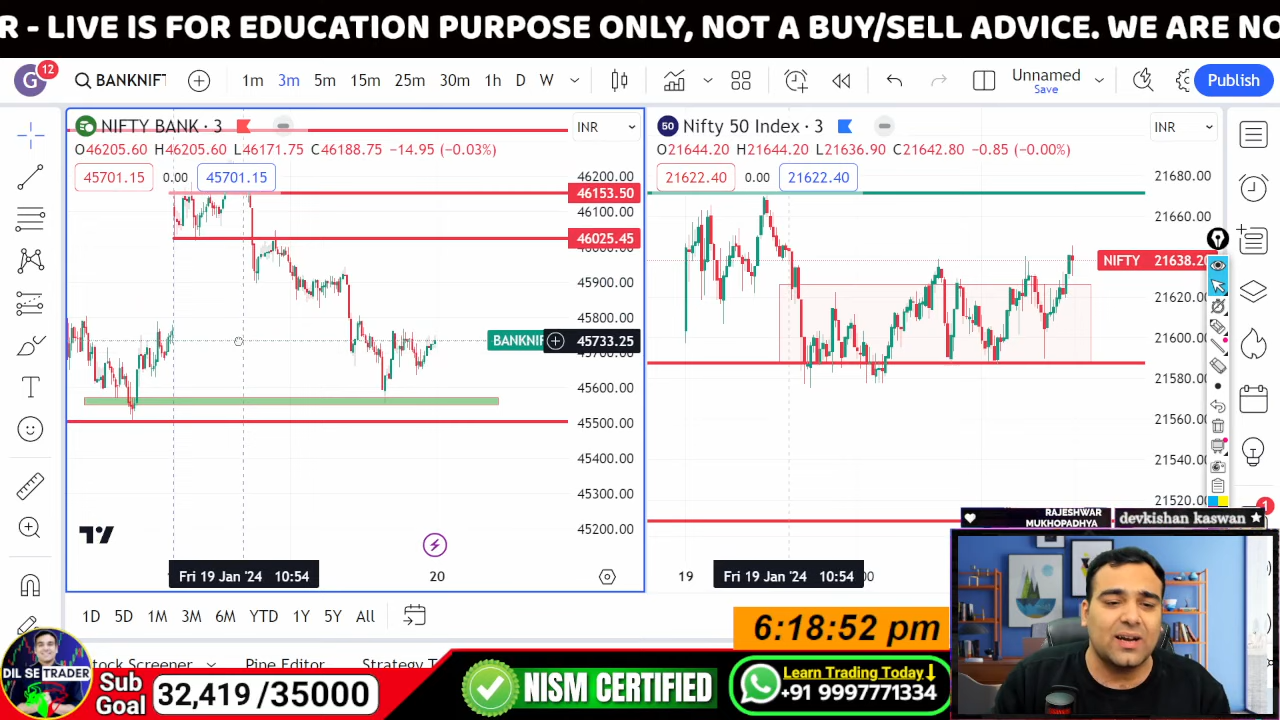 R - LIVE IS FOR EDUCATION PURPOSE ONLY, NOT A BUY/SELL ADVICE. WE ARE NO
G
12
BANKNIFT
1m 3m 5m 15m 25m 30m 1h D W
Unnamed
Save
Publish
NIFTY BANK · 3
INR
O46205.60 H46205.60 L46171.75 C46188.75 −14.95 (−0.03%)
45701.15 0.00 45701.15
46200.00
46153.50
46100.00
46025.45
45900.00
45800.00
BANKNIF
45733.25
45600.00
45500.00
45400.00
45300.00
45200.00
Fri 19 Jan '24 10:54
20
50 Nifty 50 Index · 3
INR
O21644.20 H21644.20 L21636.90 C21642.80 −0.85 (−0.00%)
21622.40 0.00 21622.40
21680.00
21660.00
NIFTY 21638.20
21620.00
21600.00
21580.00
21560.00
21540.00
21520.00
19
Fri 19 Jan '24 10:54
:00
1
1D 5D 1M 3M 6M YTD 1Y 5Y All
RAJESHWAR
MUKHOPADHYA
devkishan kaswan
6:18:52 pm
tock Screener
Pine Editor
Strategy T
DIL SE TRADER
Sub
Goal
32,419 /35000
NISM CERTIFIED
Learn Trading Today
+91 9997771334